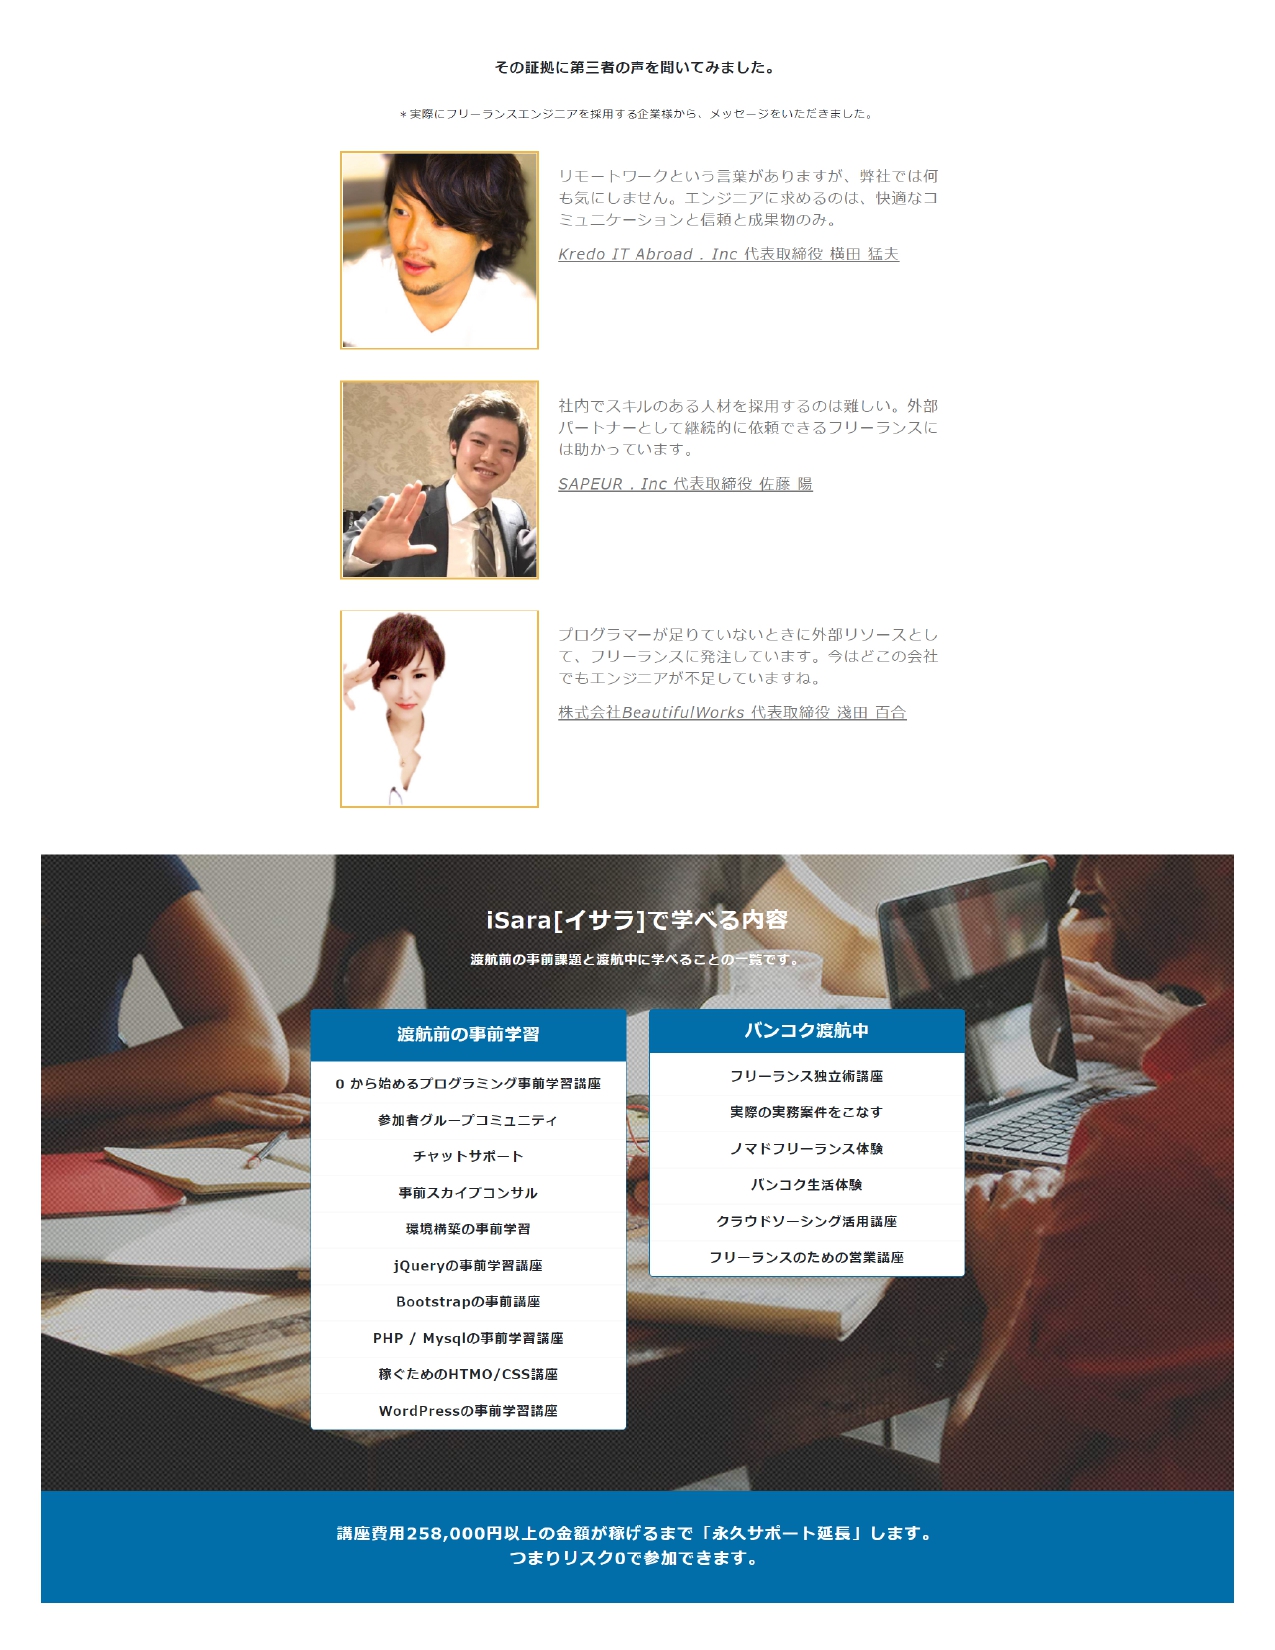 その証拠に第三者の声を聞いてみました。
＊実際にフリーランスエンジニアを採用する企業様から、メッセージをいただきました。
リモートワークという言葉がありますが、弊社では何
も気にしません。エンジニアに求めるのは、快適なコ
ミュニケーションと信頼と成果物のみ。
Kredo IT Abroad . Inc 代表取締役 横田 猛夫
社内でスキルのある人材を採用するのは難しい。外部
パートナーとして継続的に依頼できるフリーランスに
は助かっています。
SAPEUR . Inc 代表取締役 佐藤 陽
プログラマーが足りていないときに外部リソースとし
て、フリーランスに発注しています。今はどこの会社
でもエンジニアが不足していますね。
株式会社BeautifulWorks 代表取締役 淺田 百合
iSara[イサラ]で学べる内容
渡航前の事前課題と渡航中に学べることの一覧です。
渡航前の事前学習
0 から始めるプログラミング事前学習講座
参加者グループコミュニティ
チャットサポート
事前スカイプコンサル
環境構築の事前学習
jQueryの事前学習講座
Bootstrapの事前講座
PHP / Mysqlの事前学習講座
稼ぐためのHTMO/CSS講座
WordPressの事前学習講座
バンコク渡航中
フリーランス独立術講座
実際の実務案件をこなす
ノマドフリーランス体験
バンコク生活体験
クラウドソーシング活用講座
フリーランスのための営業講座
講座費用258,000円以上の金額が稼げるまで「永久サポート延長」します。
つまりリスク0で参加できます。